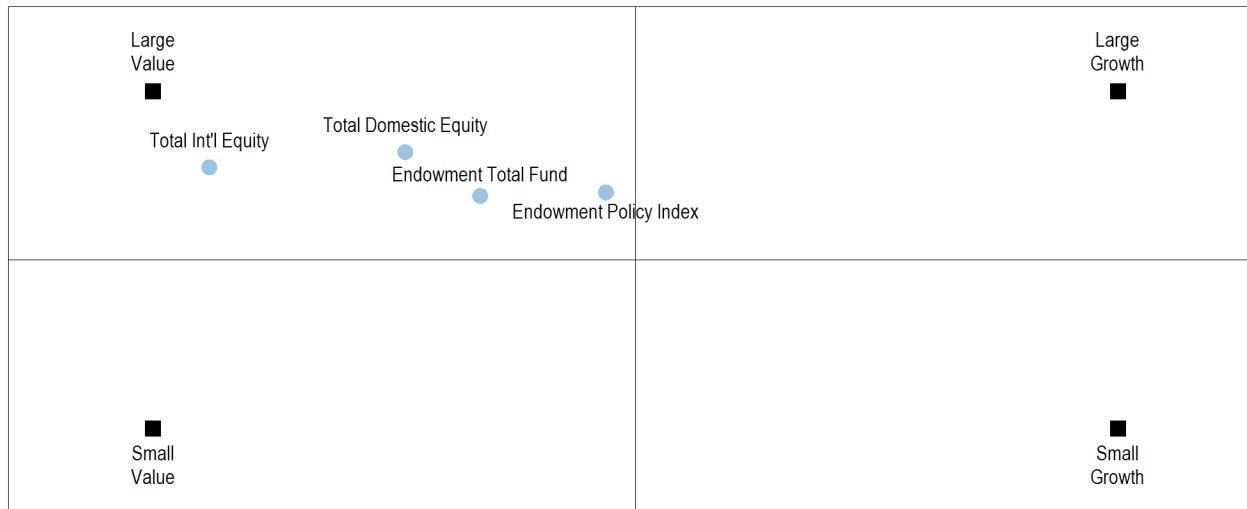 Large
Value
Large
Growth
Total Domestic Equity
Total Int'l Equity
Endowment Total Fund
Endowment Policy Index
Small
Value
Small
Growth